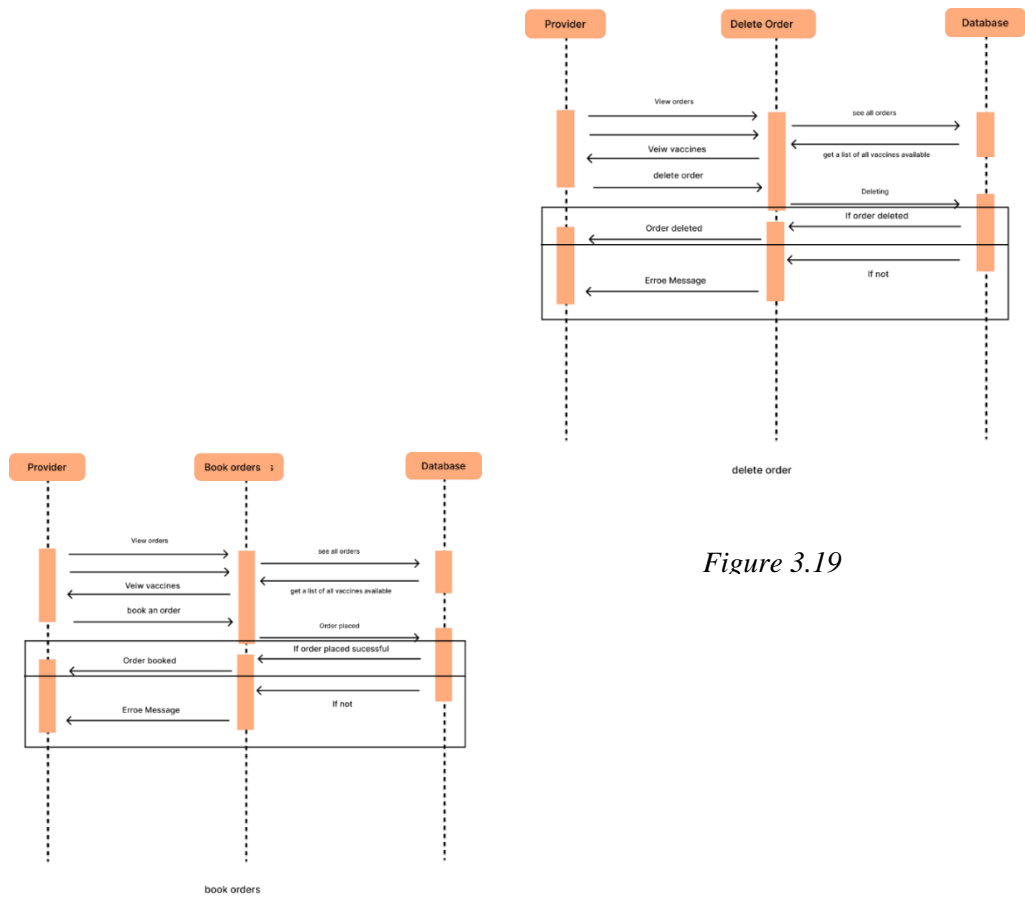 Provider
Delete Order
Database
View orders
see all orders
Veiw vaccines
get a list of all vaccines available
delete order
Deleting
If order deleted
Order deleted
If not
Erroe Message
delete order
Figure 3.19
Provider
Book orders ;
Database
View orders
see all orders
Veiw vaccines
get a list of all vaccines available
book an order
Order placed
If order placed sucessful
Order booked
If not
Erroe Message
book orders